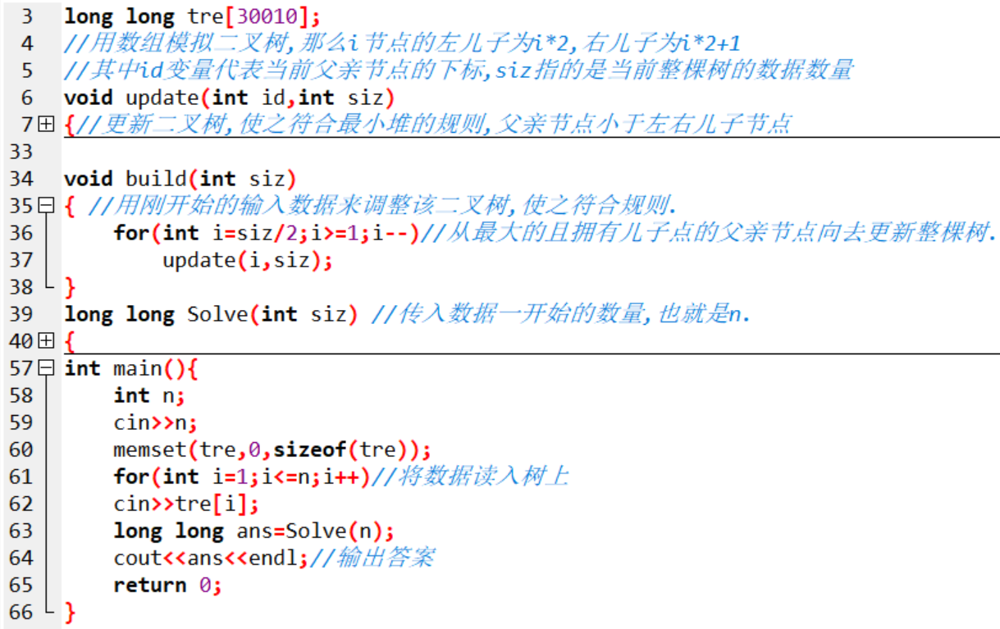 3 long long tre[30010];
4 //用数组模拟二叉树,那么i节点的左儿子为i*2,右儿子为i*2+1
5 //其中id变量代表当前父亲节点的下标,siz指的是当前整棵树的数据数量
6 void update(int id,int siz)
7 {//更新二叉树,使之符合最小堆的规则,父亲节点小于左右儿子节点
33
34 void build(int siz)
35 { //用刚开始的输入数据来调整该二叉树,使之符合规则.
36 for(int i=siz/2;i>=1;i--)//从最大的且拥有儿子点的父亲节点向去更新整棵树.
37 update(i,siz);
38 }
39 long long Solve(int siz) //传入数据一开始的数量,也就是n.
40 {
57 int main(){
58 int n;
59 cin>>n;
60 memset(tre,0,sizeof(tre));
61 for(int i=1;i<=n;i++)//将数据读入树上
62 cin>>tre[i];
63 long long ans=Solve(n);
64 cout<<ans<<endl;//输出答案
65 return 0;
66 }